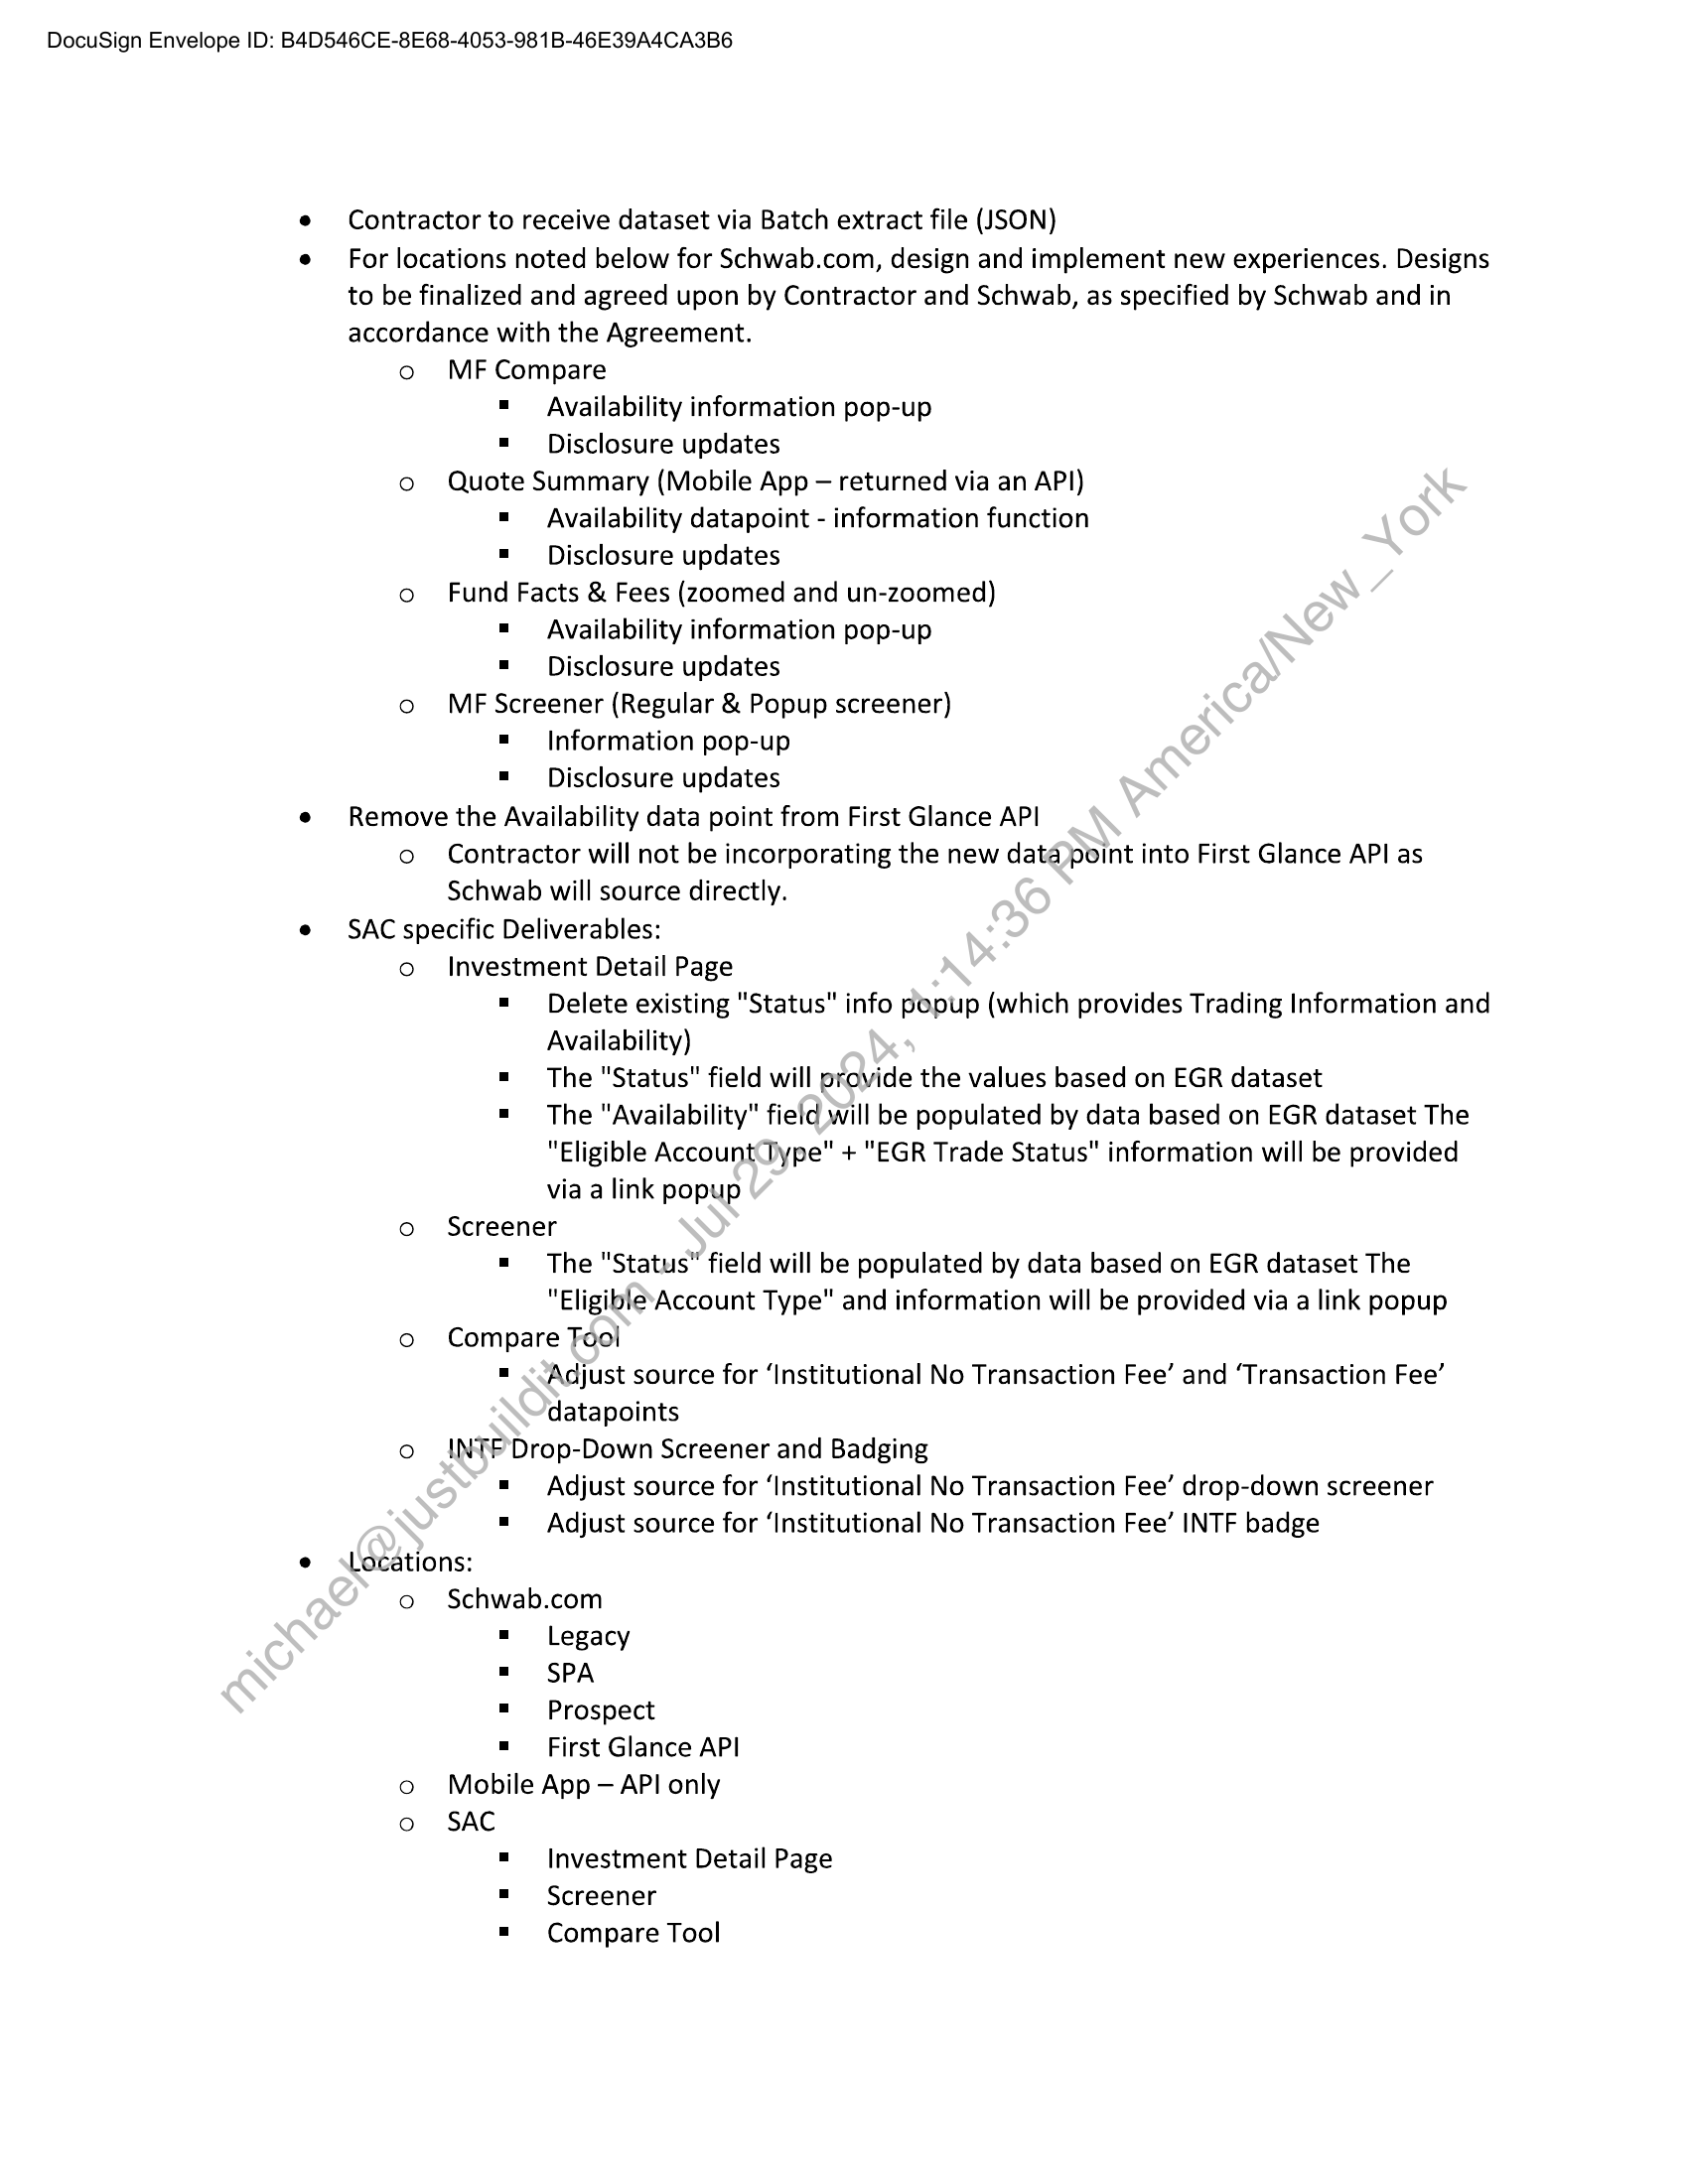 DocuSign Envelope ID: B4D546CE-8E68-4053-981B-46E39A4CA3B6
• Contractor to receive dataset via Batch extract file (JSON)
• For locations noted below for Schwab.com, design and implement new experiences. Designs
to be finalized and agreed upon by Contractor and Schwab, as specified by Schwab and in
accordance with the Agreement.
o MF Compare
▪ Availability information pop-up
▪ Disclosure updates
o Quote Summary (Mobile App – returned via an API)
▪ Availability datapoint - information function
▪ Disclosure updates
o Fund Facts & Fees (zoomed and un-zoomed)
▪ Availability information pop-up
▪ Disclosure updates
o MF Screener (Regular & Popup screener)
▪ Information pop-up
▪ Disclosure updates
• Remove the Availability data point from First Glance API
o Contractor will not be incorporating the new data point into First Glance API as
Schwab will source directly.
• SAC specific Deliverables:
o Investment Detail Page
▪ Delete existing "Status" info popup (which provides Trading Information and
Availability)
▪ The "Status" field will provide the values based on EGR dataset
▪ The "Availability" field will be populated by data based on EGR dataset The
"Eligible Account Type" + "EGR Trade Status" information will be provided
via a link popup
o Screener
▪ The "Status" field will be populated by data based on EGR dataset The
"Eligible Account Type" and information will be provided via a link popup
o Compare Tool
▪ Adjust source for ‘Institutional No Transaction Fee’ and ‘Transaction Fee’
datapoints
o INTF Drop-Down Screener and Badging
▪ Adjust source for ‘Institutional No Transaction Fee’ drop-down screener
▪ Adjust source for ‘Institutional No Transaction Fee’ INTF badge
• Locations:
o Schwab.com
▪ Legacy
▪ SPA
▪ Prospect
▪ First Glance API
o Mobile App – API only
o SAC
▪ Investment Detail Page
▪ Screener
▪ Compare Tool
michael@justbuildit.com - Jul 29, 2024, 1:14:36 PM America/New_York